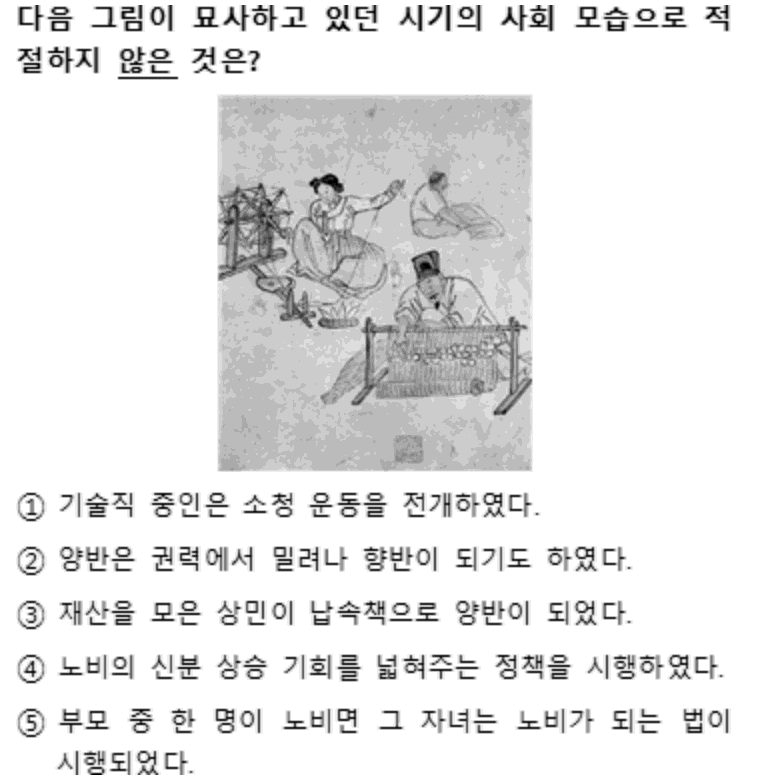 다음 그림이 묘사하고 있던 시기의 사회 모습으로 적
절하지 않은 것은?
① 기술직 중인은 소청 운동을 전개하였다.
② 양반은 권력에서 밀려나 향반이 되기도 하였다.
③ 재산을 모은 상민이 납속책으로 양반이 되었다.
④ 노비의 신분 상승 기회를 넓혀주는 정책을 시행하였다.
⑤ 부모 중 한 명이 노비면 그 자녀는 노비가 되는 법이
시행되었다.